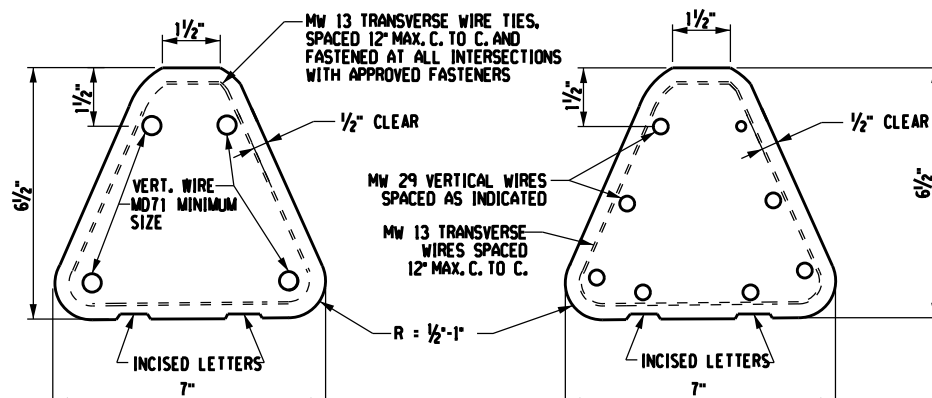 1½"
MW 13 TRANSVERSE WIRE TIES,
SPACED 12" MAX. C. TO C. AND
FASTENED AT ALL INTERSECTIONS
WITH APPROVED FASTENERS
1½"
1½"
1½"
½" CLEAR
½" CLEAR
6½"
VERT. WIRE
MD71 MINIMUM
SIZE
MW 29 VERTICAL WIRES
SPACED AS INDICATED
6½"
MW 13 TRANSVERSE
WIRES SPACED
12" MAX. C. TO C.
R = ½"-1"
INCISED LETTERS
INCISED LETTERS
7"
7"